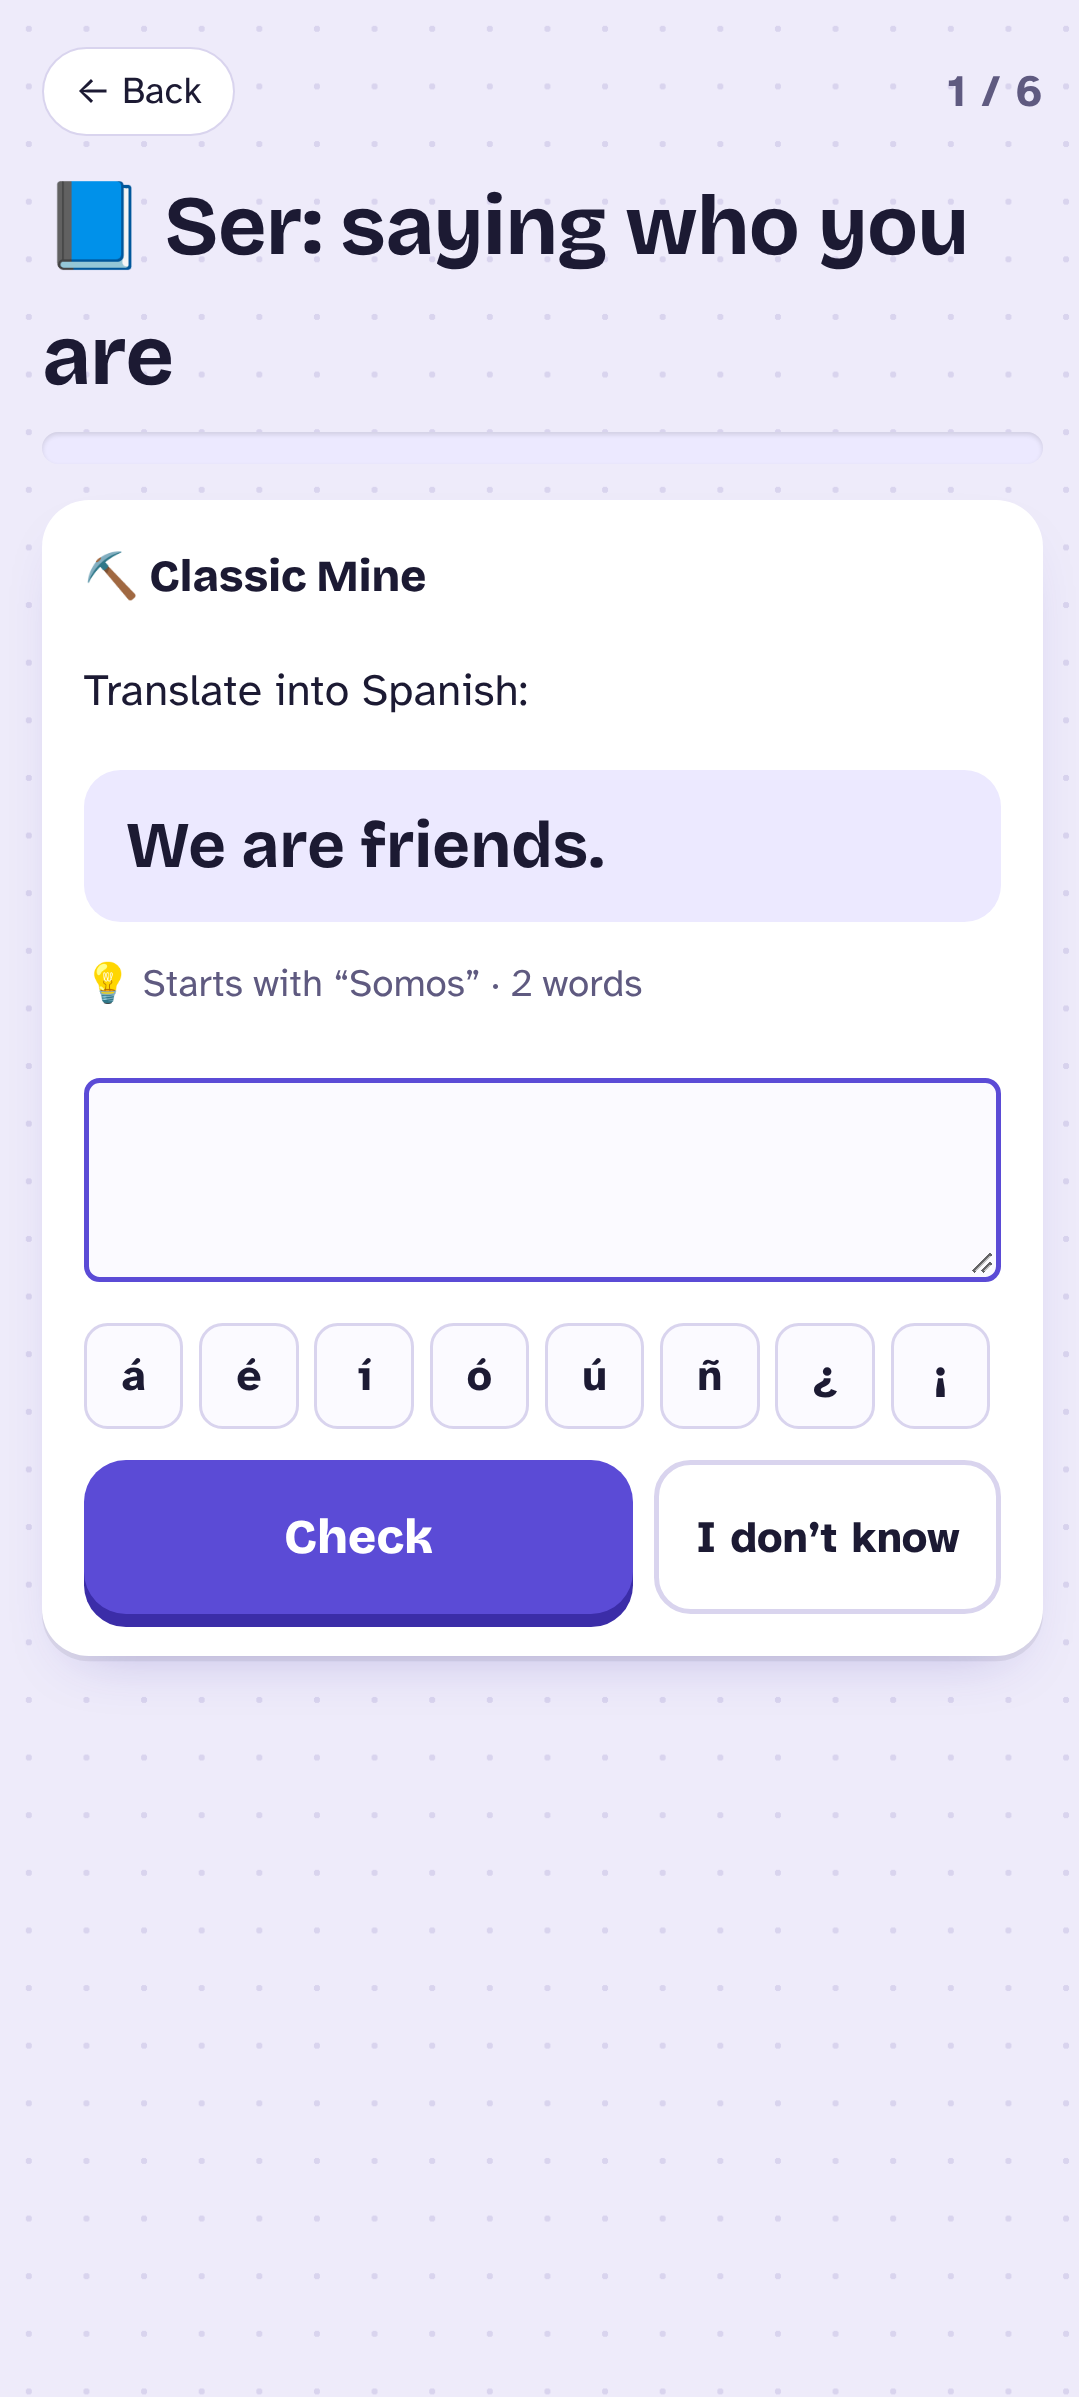 ← Back
1 / 6
📘 Ser: saying who you
are
⛏️ Classic Mine
Translate into Spanish:
We are friends.
💡 Starts with “Somos” · 2 words
á é í ó ú ñ ¿ ¡
Check
I don’t know